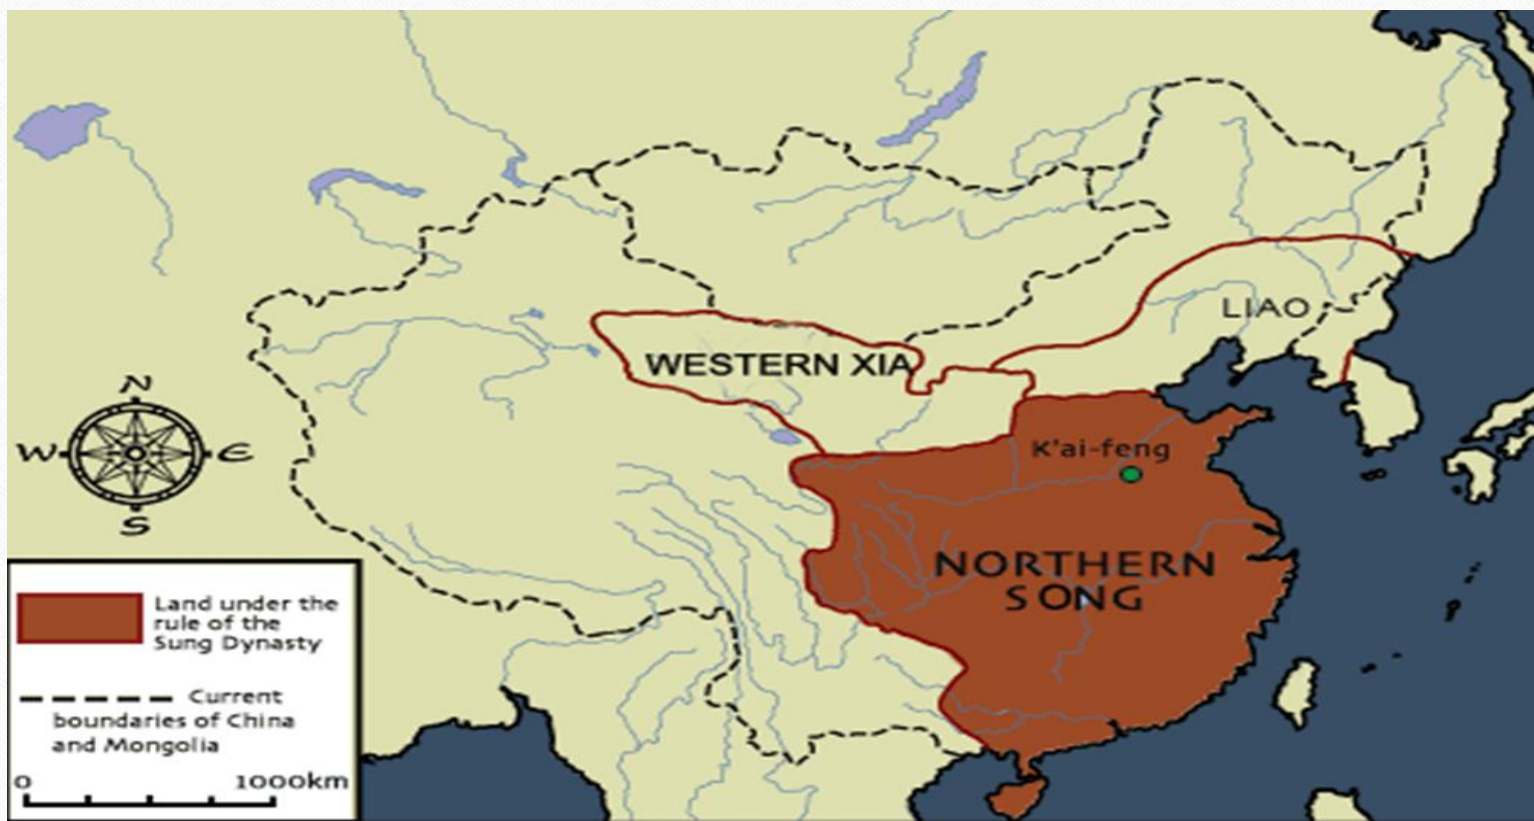 LIAO
WESTERN XIA
K'ai-feng
NORTHERN
SONG
N
W
E
S
Land under the
rule of the
Sung Dynasty
Current
boundaries of China
and Mongolia
0 1000km